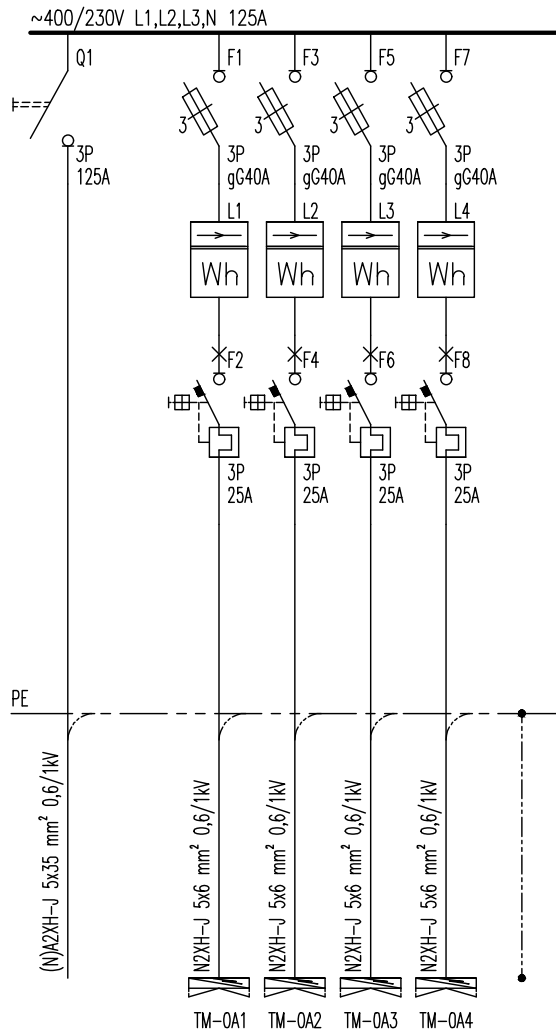 ~400/230V L1,L2,L3,N 125A
Q1
F1
F3
F5
F7
3
3
3
3
3P
125A
3P
gG40A
3P
gG40A
3P
gG40A
3P
gG40A
L1
L2
L3
L4
Wh
Wh
Wh
Wh
F2
F4
F6
F8
3P
25A
3P
25A
3P
25A
3P
25A
PE
(N)A2XH-J 5x35 mm² 0,6/1kV
N2XH-J 5x6 mm² 0,6/1kV
N2XH-J 5x6 mm² 0,6/1kV
N2XH-J 5x6 mm² 0,6/1kV
N2XH-J 5x6 mm² 0,6/1kV
TM-0A1
TM-0A2
TM-0A3
TM-0A4